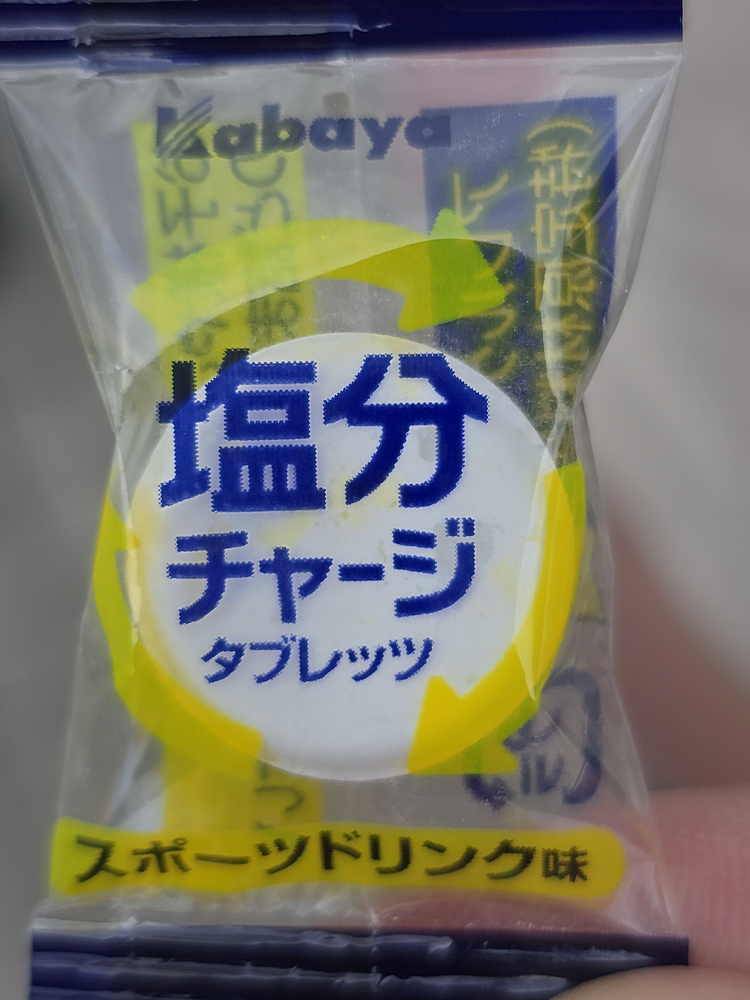 Kabaya
塩分
チャージ
タブレッツ
スポーツドリンク味